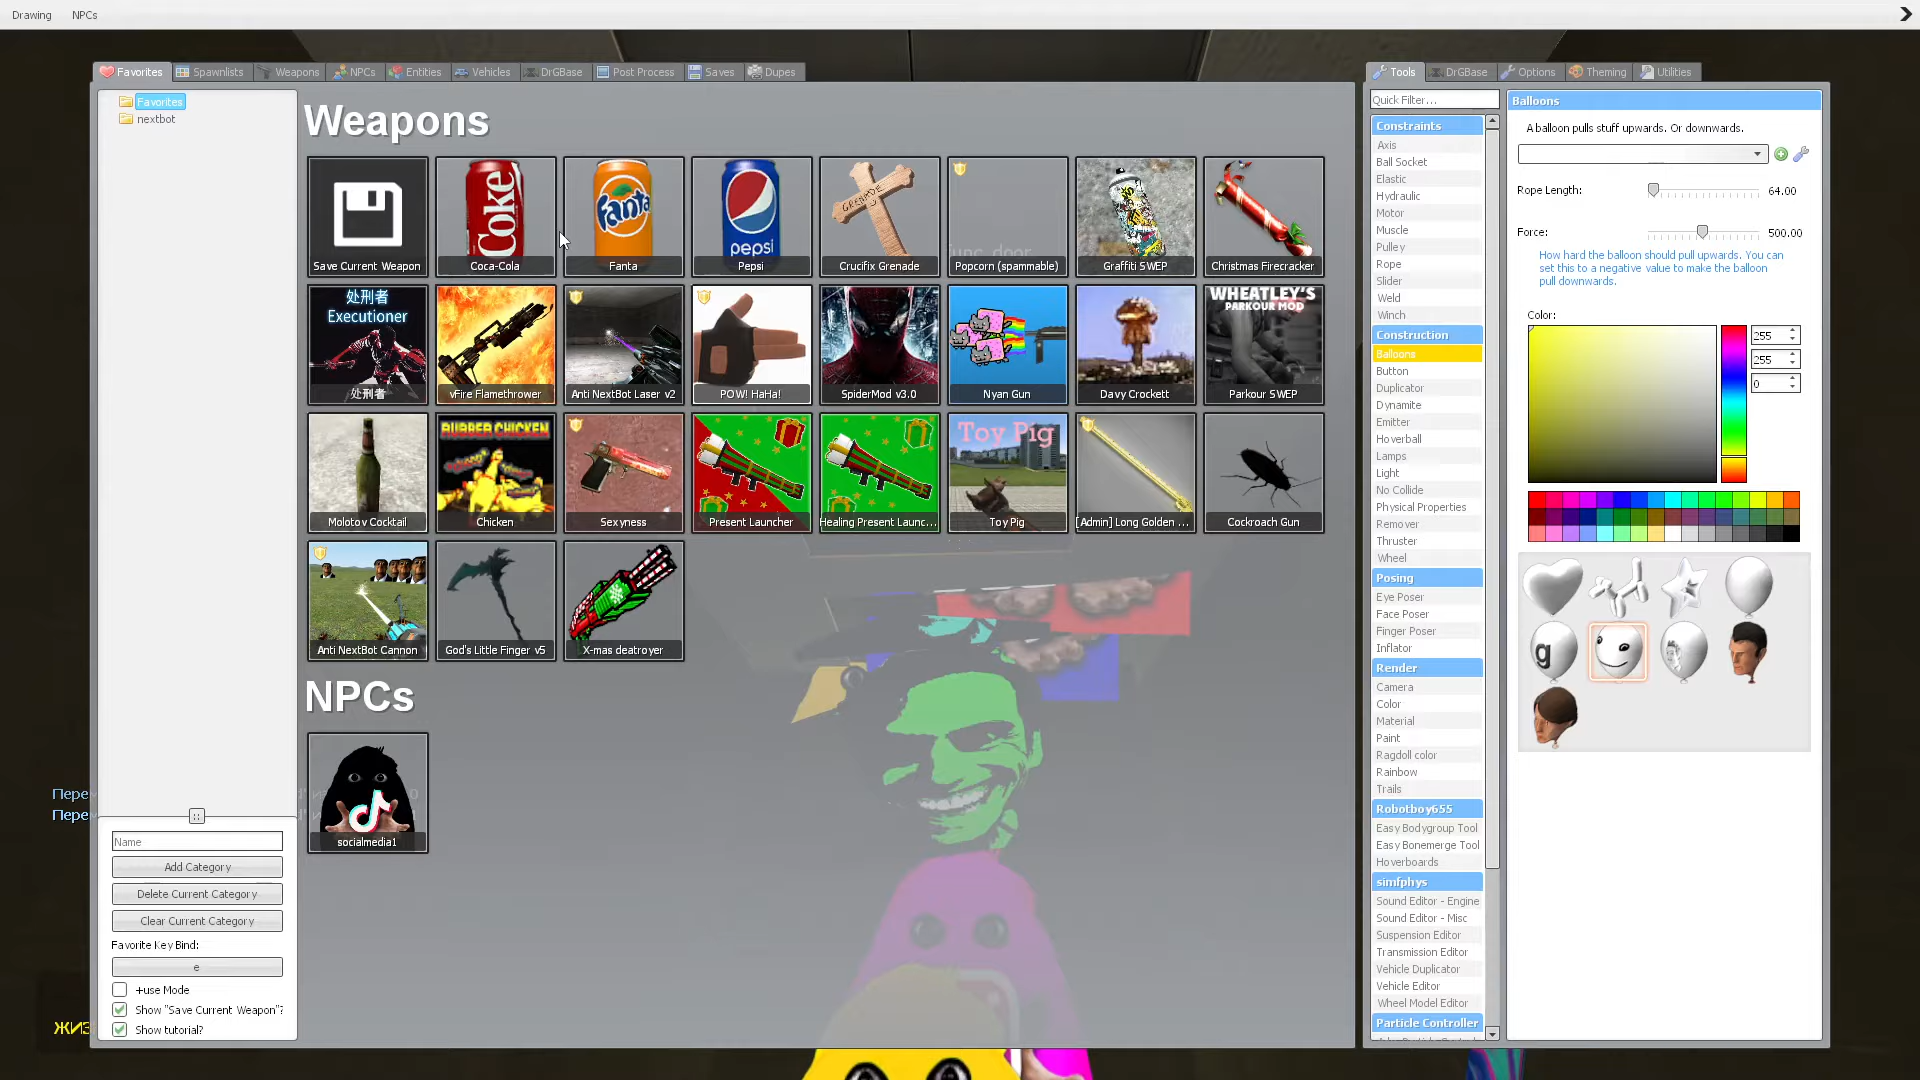 Drawing NPCs
Favorites Spawnlists Weapons NPCs Entities Vehicles DrGBase Post Process Saves Dupes
Favorites
nextbot
Weapons
Save Current Weapon
Coke
Coca-Cola
Fanta
Fanta
pepsi
Pepsi
GRENADE
Crucifix Grenade
Popcorn (spammable)
Graffiti SWEP
Christmas Firecracker
处刑者
Executioner
处刑者
vFire Flamethrower
Anti NextBot Laser v2
POW! HaHa!
SpiderMod v3.0
Nyan Gun
Davy Crockett
WHEATLEY'S
PARKOUR MOD
Parkour SWEP
Molotov Cocktail
RUBBER CHICKEN
Chicken
Sexyness
Present Launcher
Healing Present Launc...
Toy Pig
Toy Pig
[Admin] Long Golden ...
Cockroach Gun
Anti NextBot Cannon
God's Little Finger v5
X-mas deatroyer
NPCs
socialmedia1
Name
Add Category
Delete Current Category
Clear Current Category
Favorite Key Bind:
e
+use Mode
Show "Save Current Weapon"?
Show tutorial?
Tools DrGBase Options Theming Utilities
Quick Filter...
Constraints
Axis
Ball Socket
Elastic
Hydraulic
Motor
Muscle
Pulley
Rope
Slider
Weld
Winch
Construction
Balloons
Button
Duplicator
Dynamite
Emitter
Hoverball
Lamps
Light
No Collide
Physical Properties
Remover
Thruster
Wheel
Posing
Eye Poser
Face Poser
Finger Poser
Inflator
Render
Camera
Color
Material
Paint
Ragdoll color
Rainbow
Trails
Robotboy655
Easy Bodygroup Tool
Easy Bonemerge Tool
Hoverboards
simfphys
Sound Editor - Engine
Sound Editor - Misc
Suspension Editor
Transmission Editor
Vehicle Duplicator
Vehicle Editor
Wheel Model Editor
Particle Controller
Balloons
A balloon pulls stuff upwards. Or downwards.
Rope Length: 64.00
Force: 500.00
How hard the balloon should pull upwards. You can
set this to a negative value to make the balloon
pull downwards.
Color:
255
255
0
g
Пере
Пере
ЖИЗ